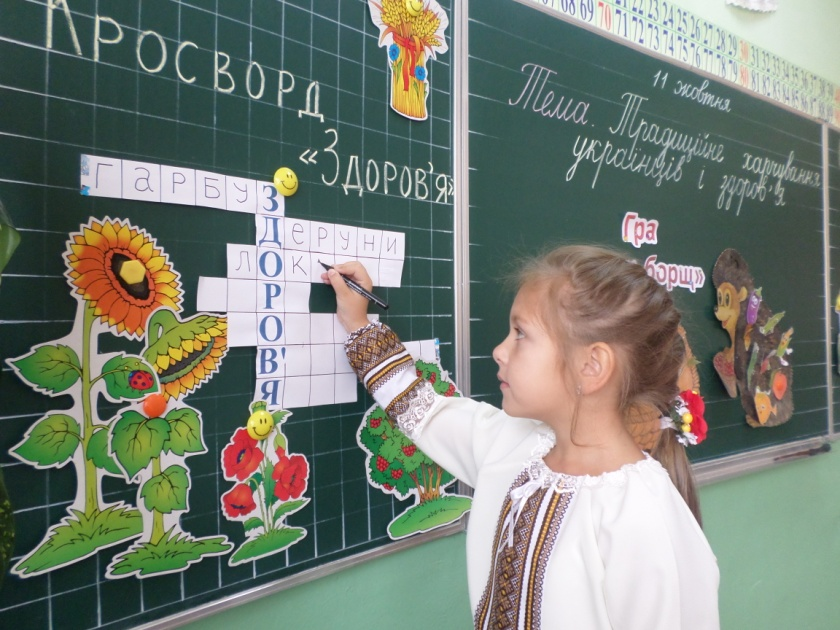 КРОСВОРД
«ЗДОРОВ'Я»
ГАРБУЗ
ДЕРУНИ
ЛОК
Р
О
В'
Я
11 жовтня
Тема. Традиційне харчування
українців і здоров'я
Гра
борщ»